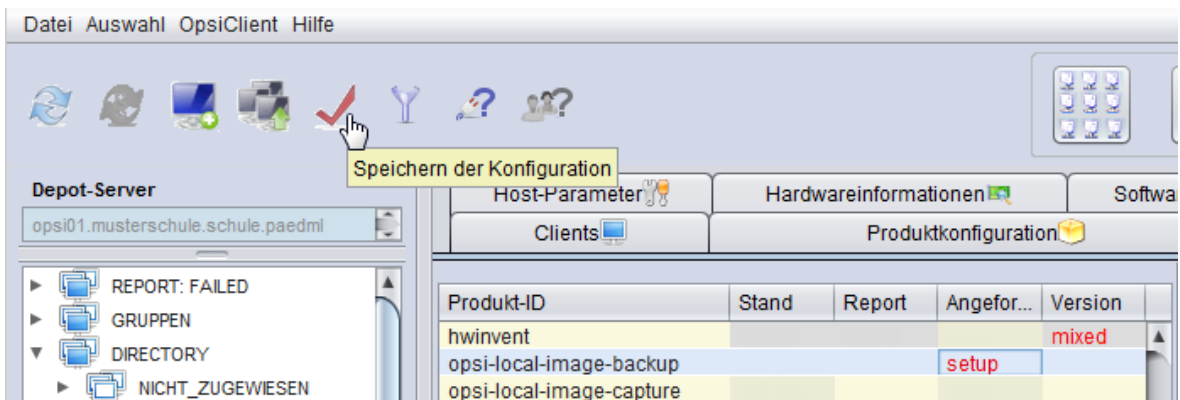 Datei Auswahl OpsiClient Hilfe
Speichern der Konfiguration
Depot-Server
opsi01.musterschule.schule.paedml
REPORT: FAILED
GRUPPEN
DIRECTORY
NICHT_ZUGEWIESEN
Host-Parameter Hardwareinformationen Softwa
Clients Produktkonfiguration
Produkt-ID Stand Report Angefor... Version
hwinvent mixed
opsi-local-image-backup setup
opsi-local-image-capture